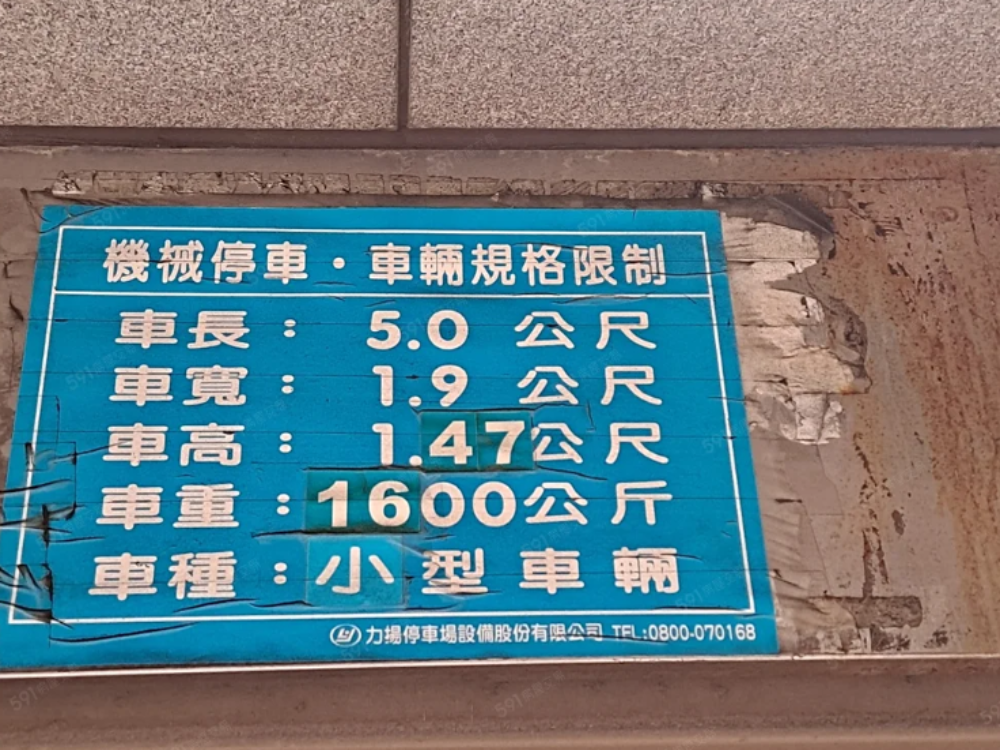 機械停車・車輛規格限制
車長：5.0 公尺
車寬：1.9 公尺
車高：1.47公尺
車重：1600公斤
車種：小型車輛
力揚停車場設備股份有限公司 TEL:0800-070168